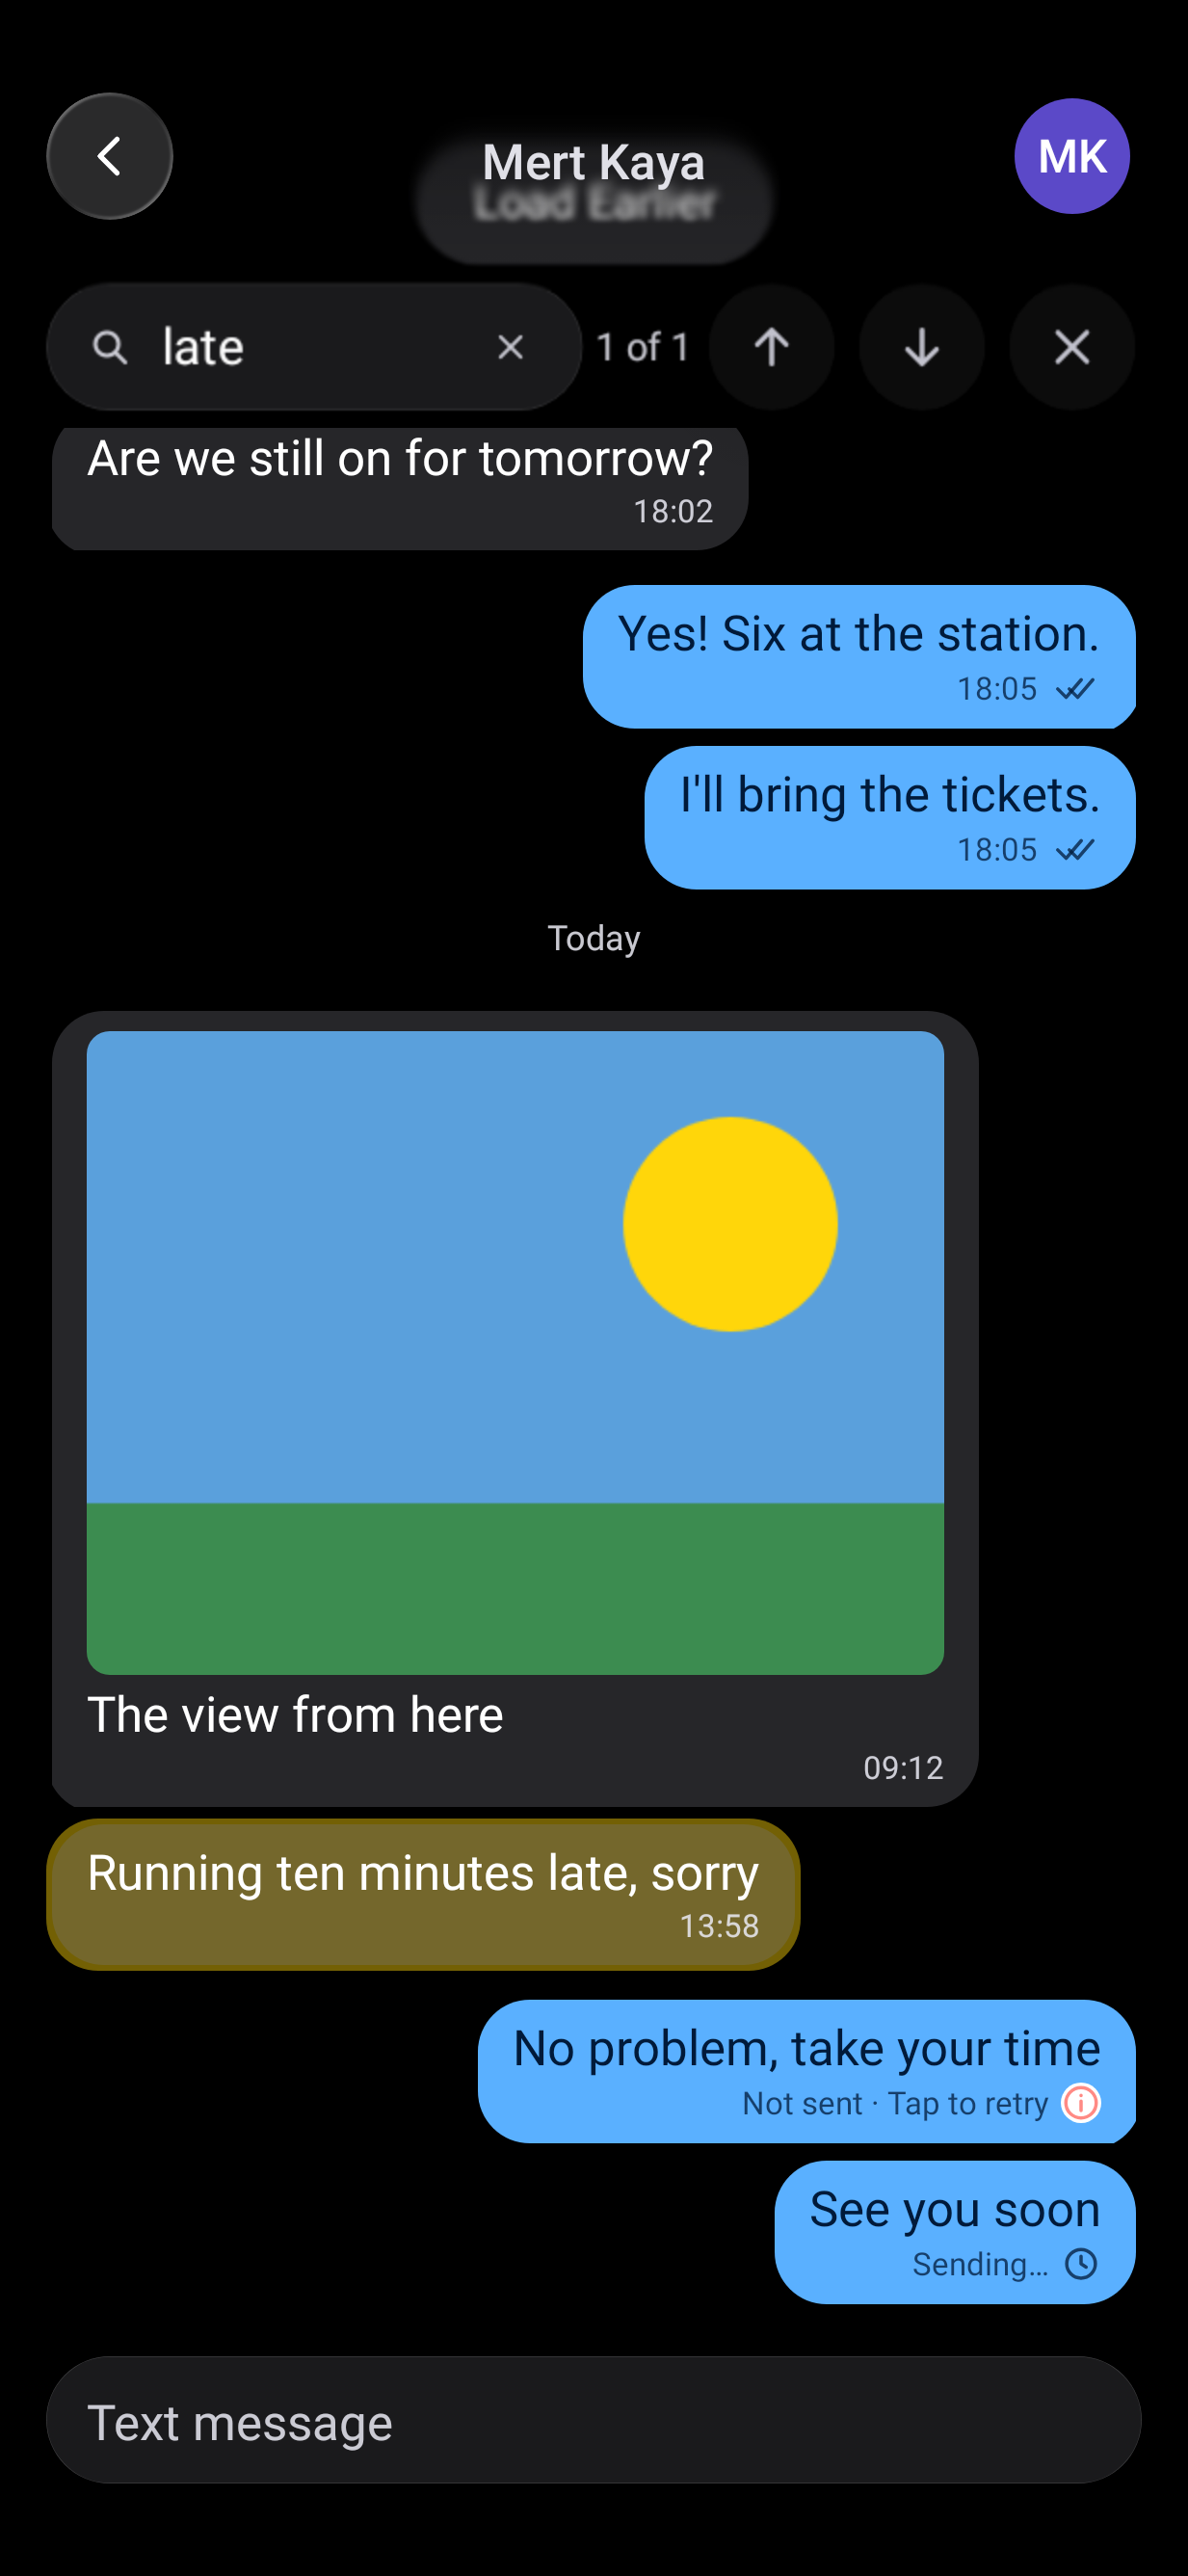 Mert Kaya
MK
Load Earlier
late
1 of 1
Are we still on for tomorrow?
18:02
Yes! Six at the station.
18:05
I'll bring the tickets.
18:05
Today
The view from here
09:12
Running ten minutes late, sorry
13:58
No problem, take your time
Not sent · Tap to retry
See you soon
Sending…
Text message